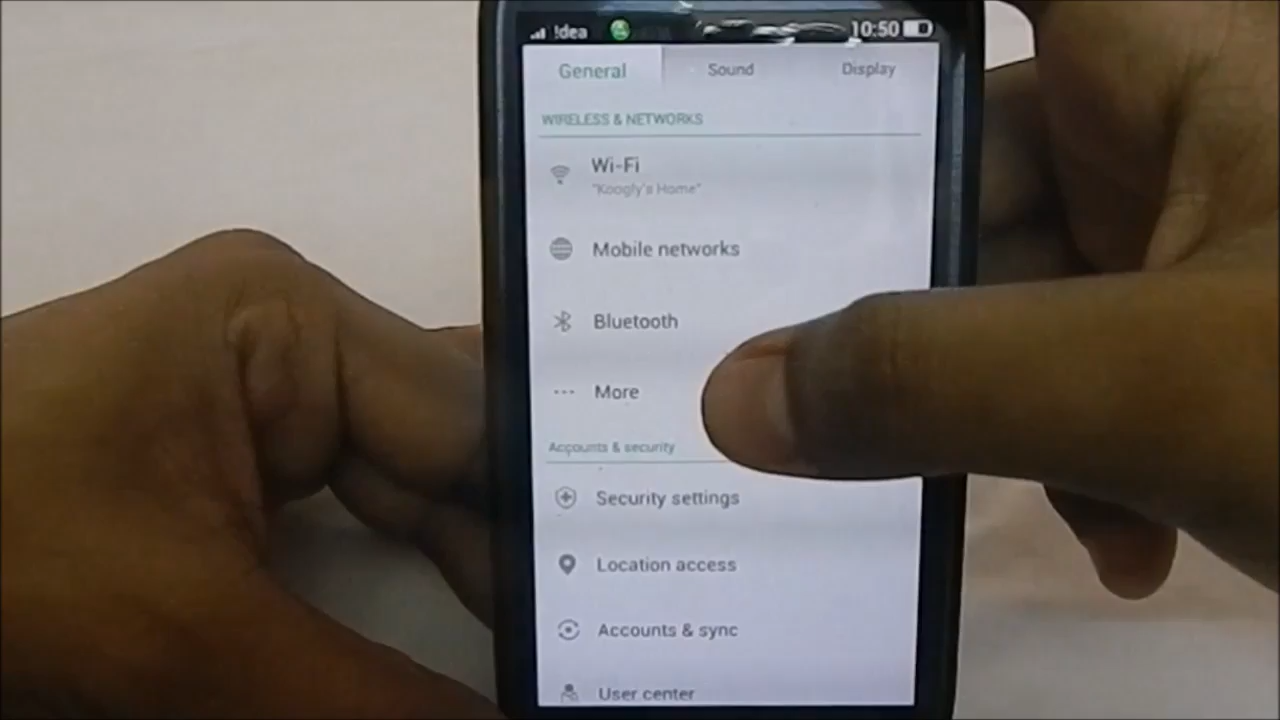 !dea 10:50
General Sound Display
WIRELESS & NETWORKS
Wi-Fi
"Koogly's Home"
Mobile networks
Bluetooth
More
Accounts & security
Security settings
Location access
Accounts & sync
User center